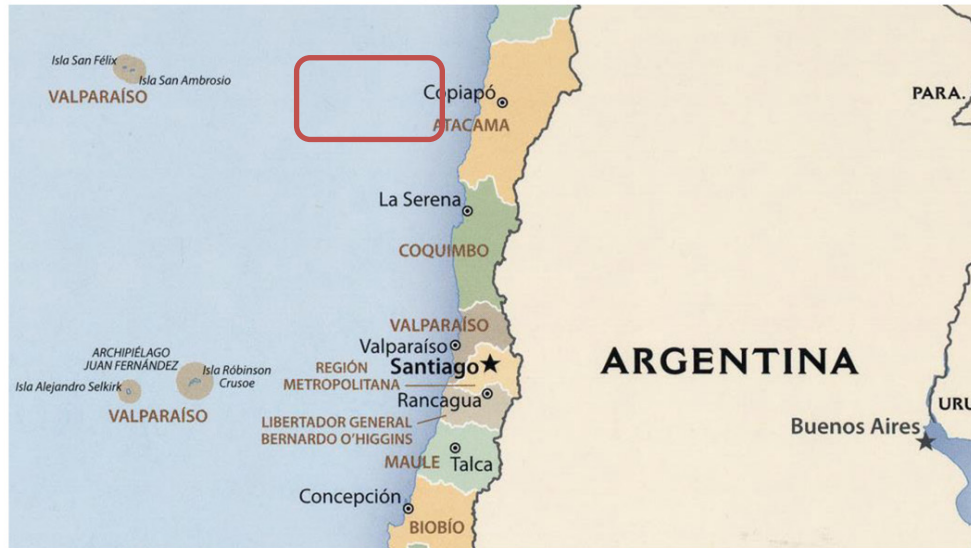 Isla San Félix
Isla San Ambrosio
VALPARAÍSO
Copiapó
ATACAMA
PARA.
La Serena
COQUIMBO
VALPARAÍSO
Valparaíso
Santiago
ARCHIPIÉLAGO
JUAN FERNÁNDEZ
Isla Róbinson
Crusoe
Isla Alejandro Selkirk
VALPARAÍSO
REGIÓN
METROPOLITANA
Rancagua
LIBERTADOR GENERAL
BERNARDO O'HIGGINS
MAULE
Talca
Concepción
BIOBÍO
ARGENTINA
Buenos Aires
URU